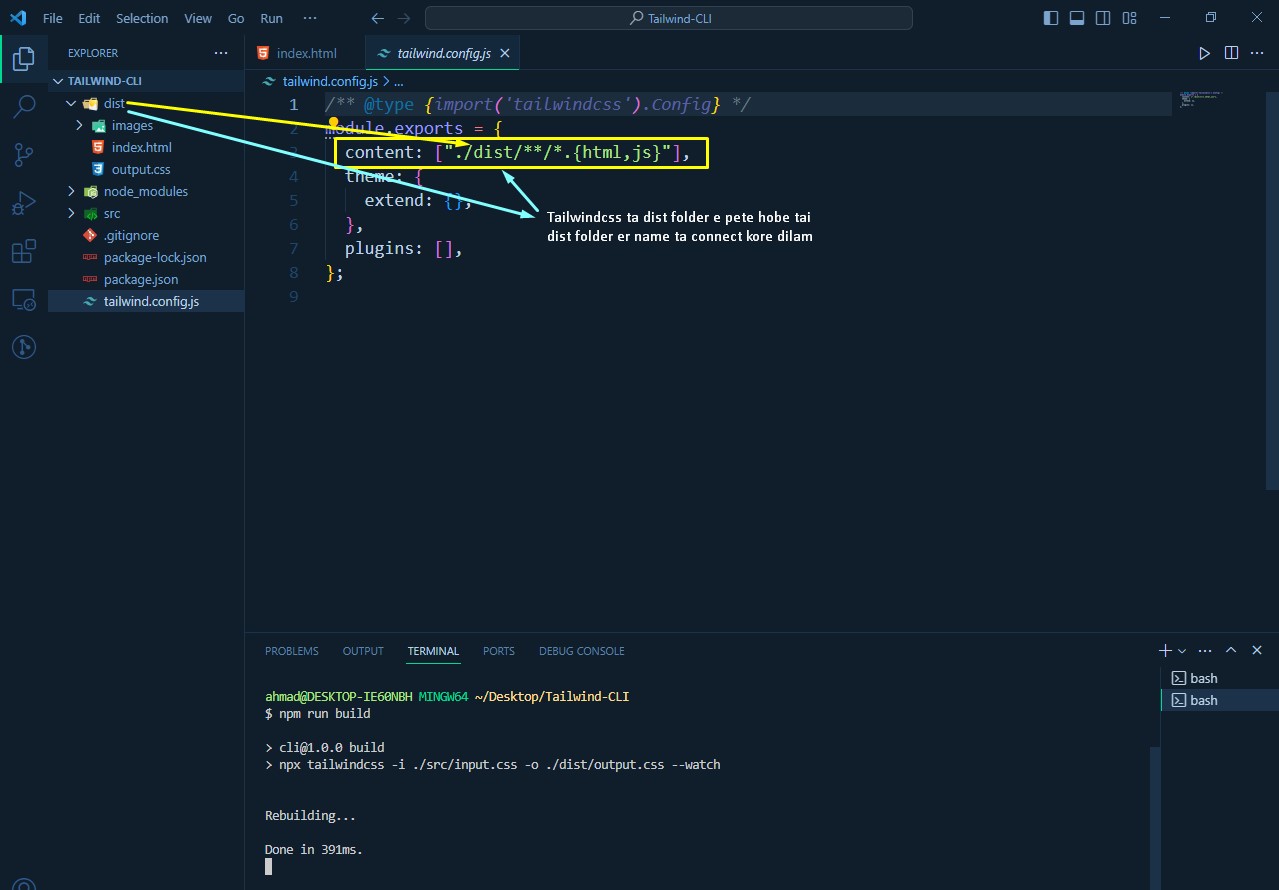 File Edit Selection View Go Run ···
Tailwind-CLI
EXPLORER ···
TAILWIND-CLI
dist
images
index.html
output.css
node_modules
src
.gitignore
package-lock.json
package.json
tailwind.config.js
index.html
tailwind.config.js
tailwind.config.js > ...
1 /** @type {import('tailwindcss').Config} */
2 module.exports = {
3 content: ["./dist/**/*.{html,js}"],
4 theme: {
5 extend: {},
6 },
7 plugins: [],
8 };
9
Tailwindcss ta dist folder e pete hobe tai
dist folder er name ta connect kore dilam
PROBLEMS OUTPUT TERMINAL PORTS DEBUG CONSOLE
ahmad@DESKTOP-IE60NBH MINGW64 ~/Desktop/Tailwind-CLI
$ npm run build
> cli@1.0.0 build
> npx tailwindcss -i ./src/input.css -o ./dist/output.css --watch
Rebuilding...
Done in 391ms.
bash
bash